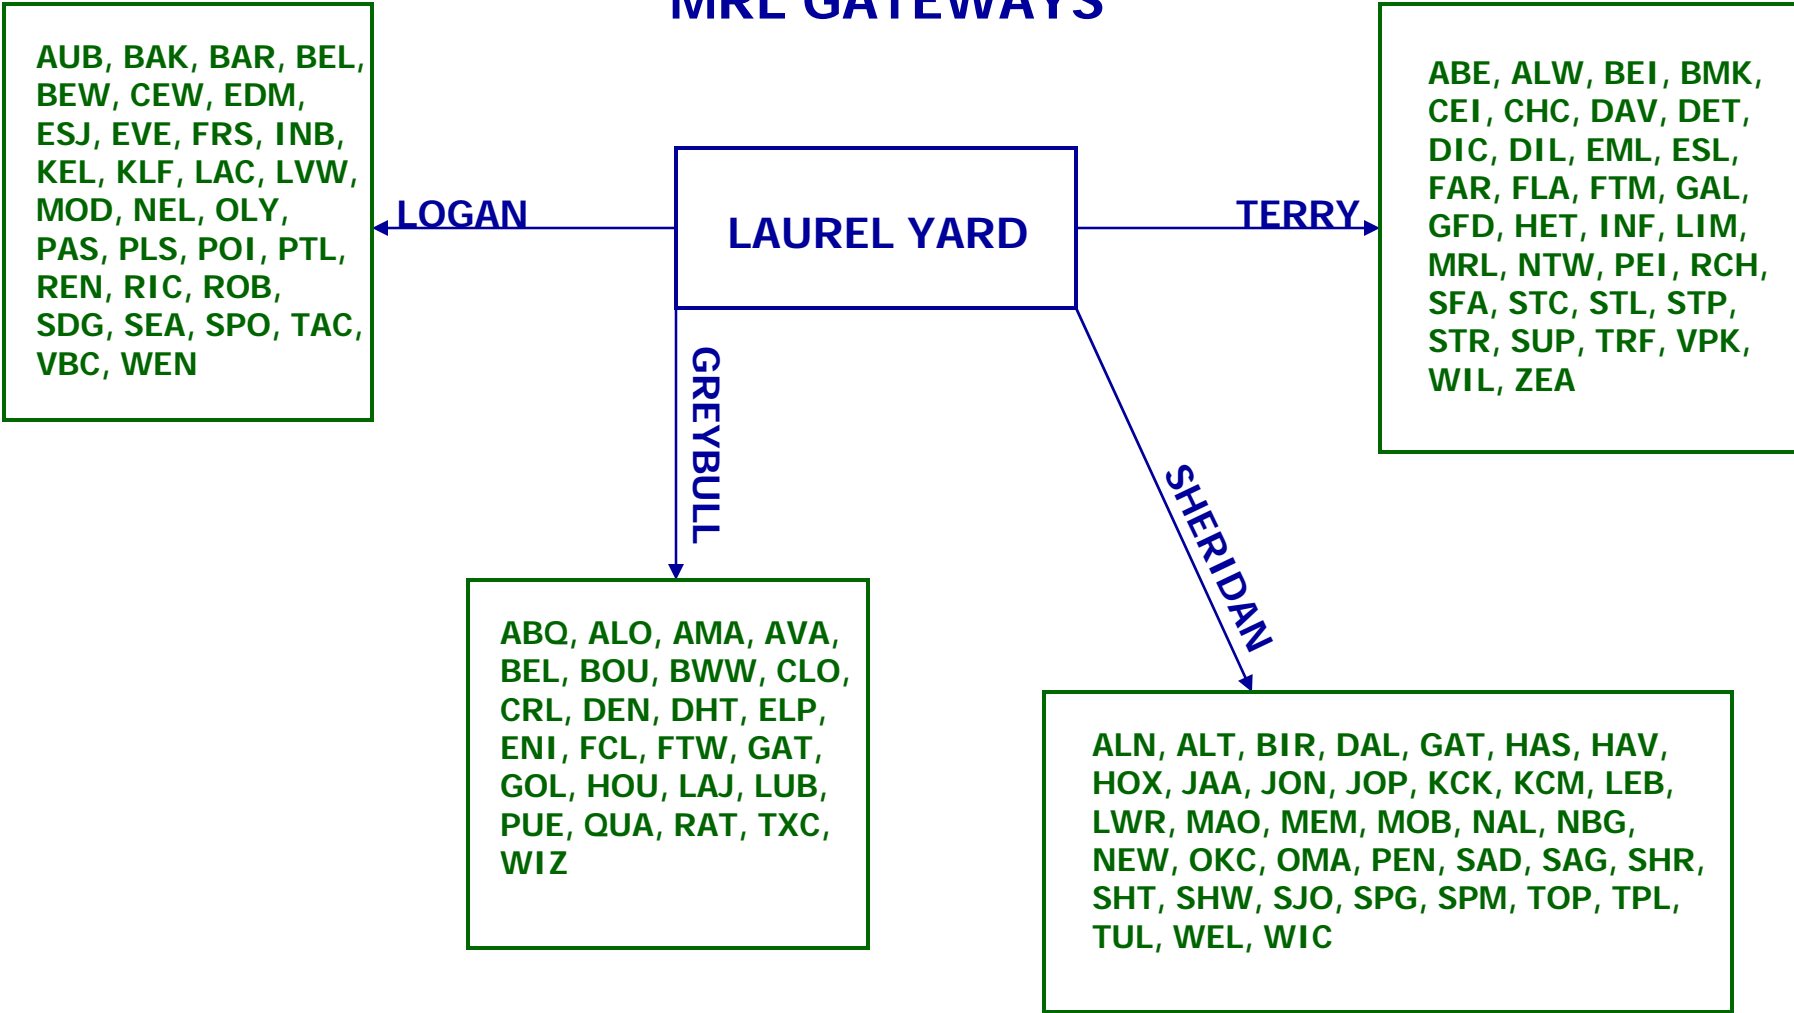 MRL GATEWAYS
AUB, BAK, BAR, BEL,
BEW, CEW, EDM,
ESJ, EVE, FRS, INB,
KEL, KLF, LAC, LVW,
MOD, NEL, OLY,
PAS, PLS, POI, PTL,
REN, RIC, ROB,
SDG, SEA, SPO, TAC,
VBC, WEN
LOGAN
LAUREL YARD
TERRY
ABE, ALW, BEI, BMK,
CEI, CHC, DAV, DET,
DIC, DIL, EML, ESL,
FAR, FLA, FTM, GAL,
GFD, HET, INF, LIM,
MRL, NTW, PEI, RCH,
SFA, STC, STL, STP,
STR, SUP, TRF, VPK,
WIL, ZEA
GREYBULL
SHERIDAN
ABQ, ALO, AMA, AVA,
BEL, BOU, BWW, CLO,
CRL, DEN, DHT, ELP,
ENI, FCL, FTW, GAT,
GOL, HOU, LAJ, LUB,
PUE, QUA, RAT, TXC,
WIZ
ALN, ALT, BIR, DAL, GAT, HAS, HAV,
HOX, JAA, JON, JOP, KCK, KCM, LEB,
LWR, MAO, MEM, MOB, NAL, NBG,
NEW, OKC, OMA, PEN, SAD, SAG, SHR,
SHT, SHW, SJO, SPG, SPM, TOP, TPL,
TUL, WEL, WIC